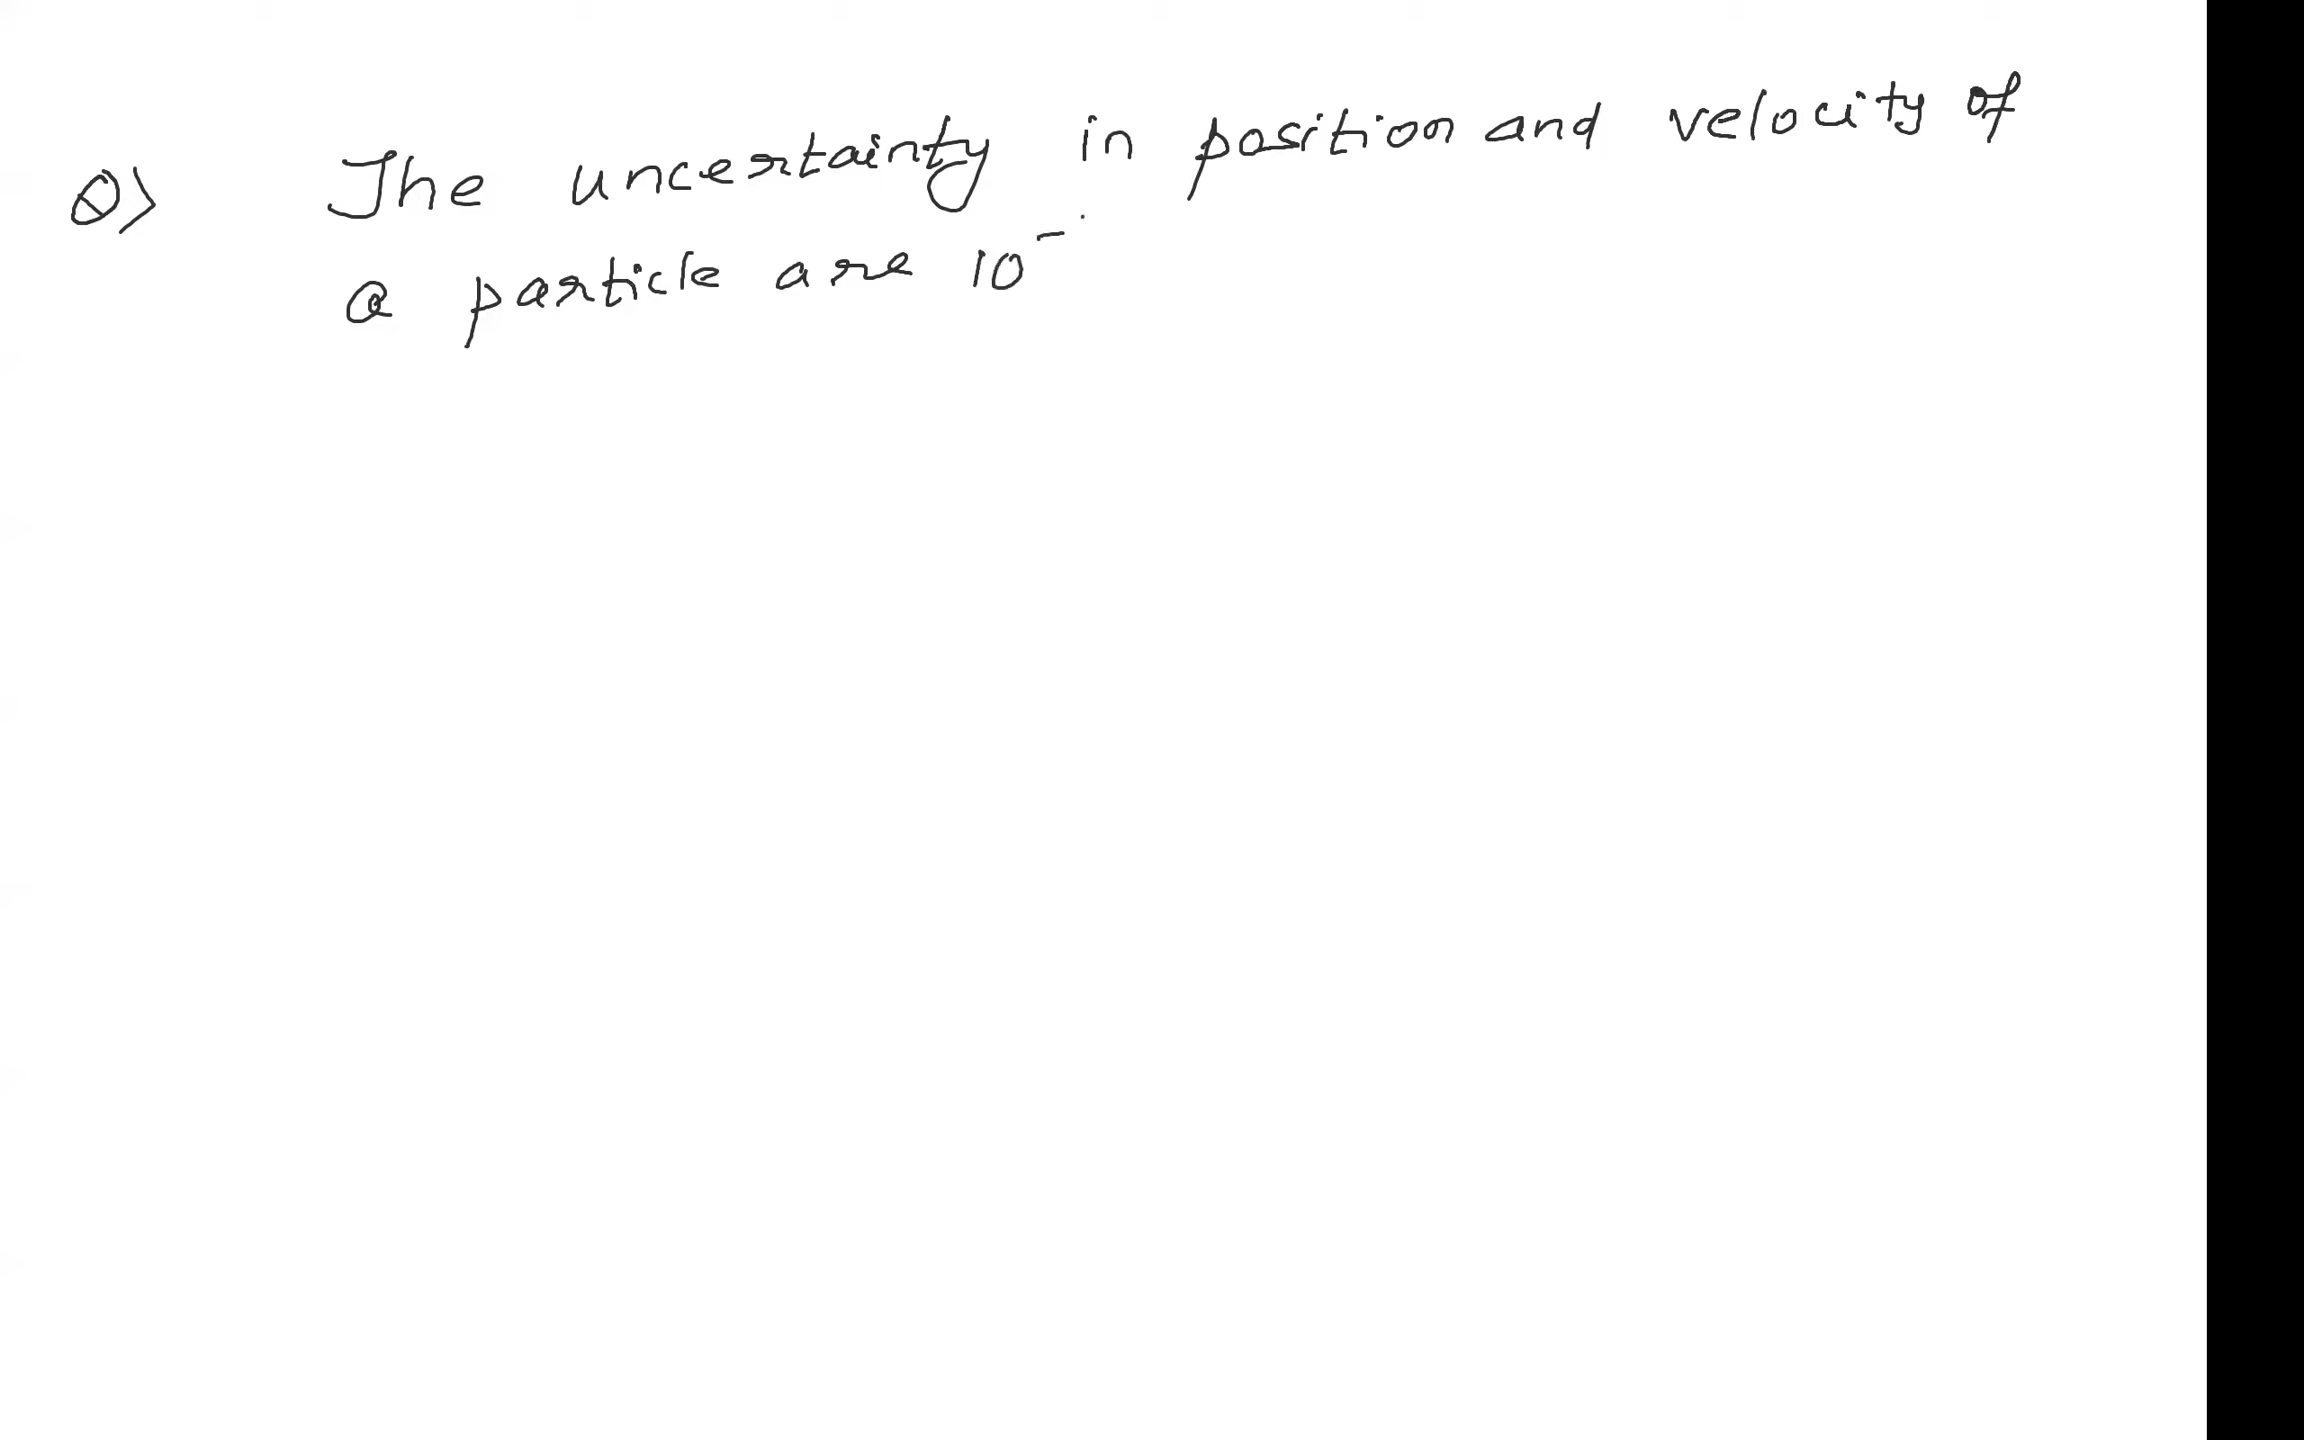 Q> The uncertainty in position and velocity of
a particle are 10⁻